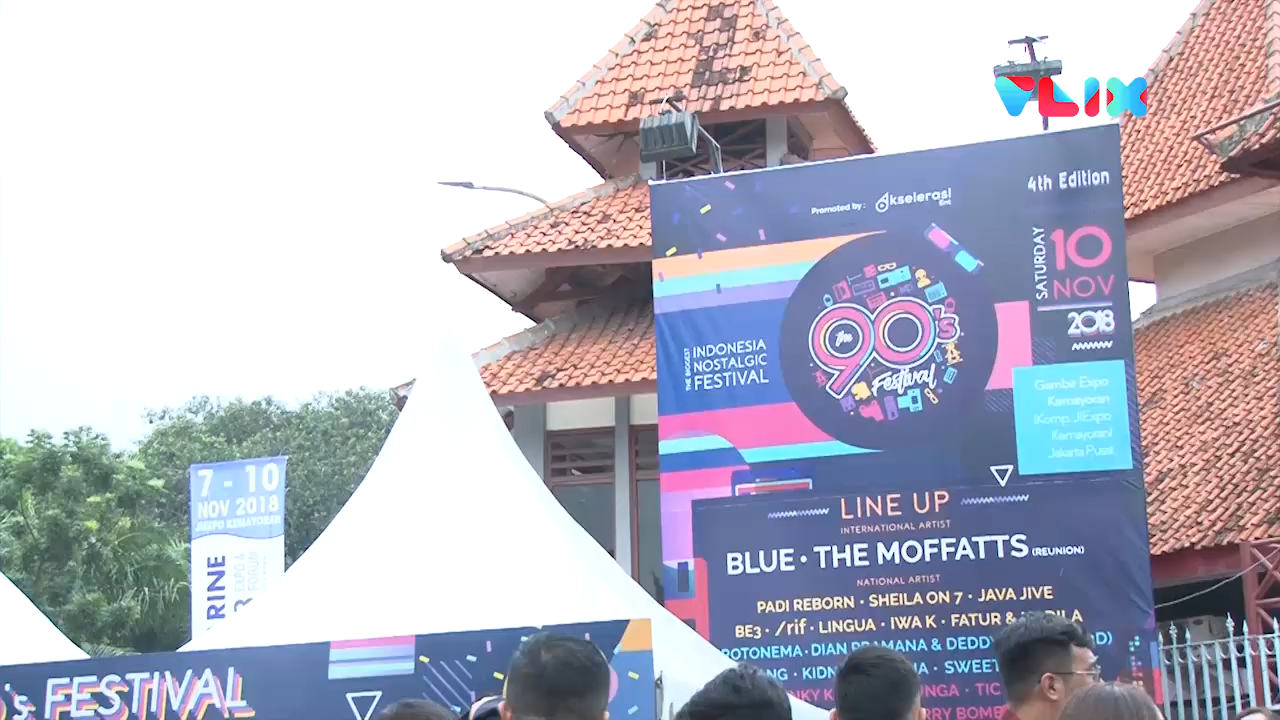 VLIX
4th Edition
Promoted by :
akselerasi
Ent
SATURDAY
10
NOV
2018
THE BIGGEST
INDONESIA
NOSTALGIC
FESTIVAL
the
90's
Festival
Gambir Expo
Kemayoran
(Komp. JIExpo
Kemayoran)
Jakarta Pusat
LINE UP
INTERNATIONAL ARTIST
BLUE • THE MOFFATTS (REUNION)
NATIONAL ARTIST
PADI REBORN • SHEILA ON 7 • JAVA JIVE
BE3 • /rif • LINGUA • IWA K • FATUR &
DIAN PRAMANA & DEDDY
SWEET
TIC
7 - 10
NOV 2018
JIEXPO KEMAYORAN
RINE
EXPO &
FORUM
's FESTIVAL